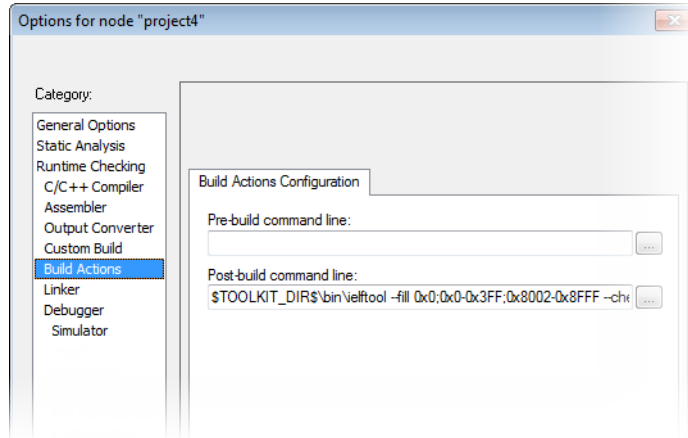 Options for node "project4"
Category:
General Options
Static Analysis
Runtime Checking
C/C++ Compiler
Assembler
Output Converter
Custom Build
Build Actions
Linker
Debugger
Simulator
Build Actions Configuration
Pre-build command line:
...
Post-build command line:
$TOOLKIT_DIR$\bin\ielftool --fill 0x0;0x0-0x3FF;0x8002-0x8FFF --che
...